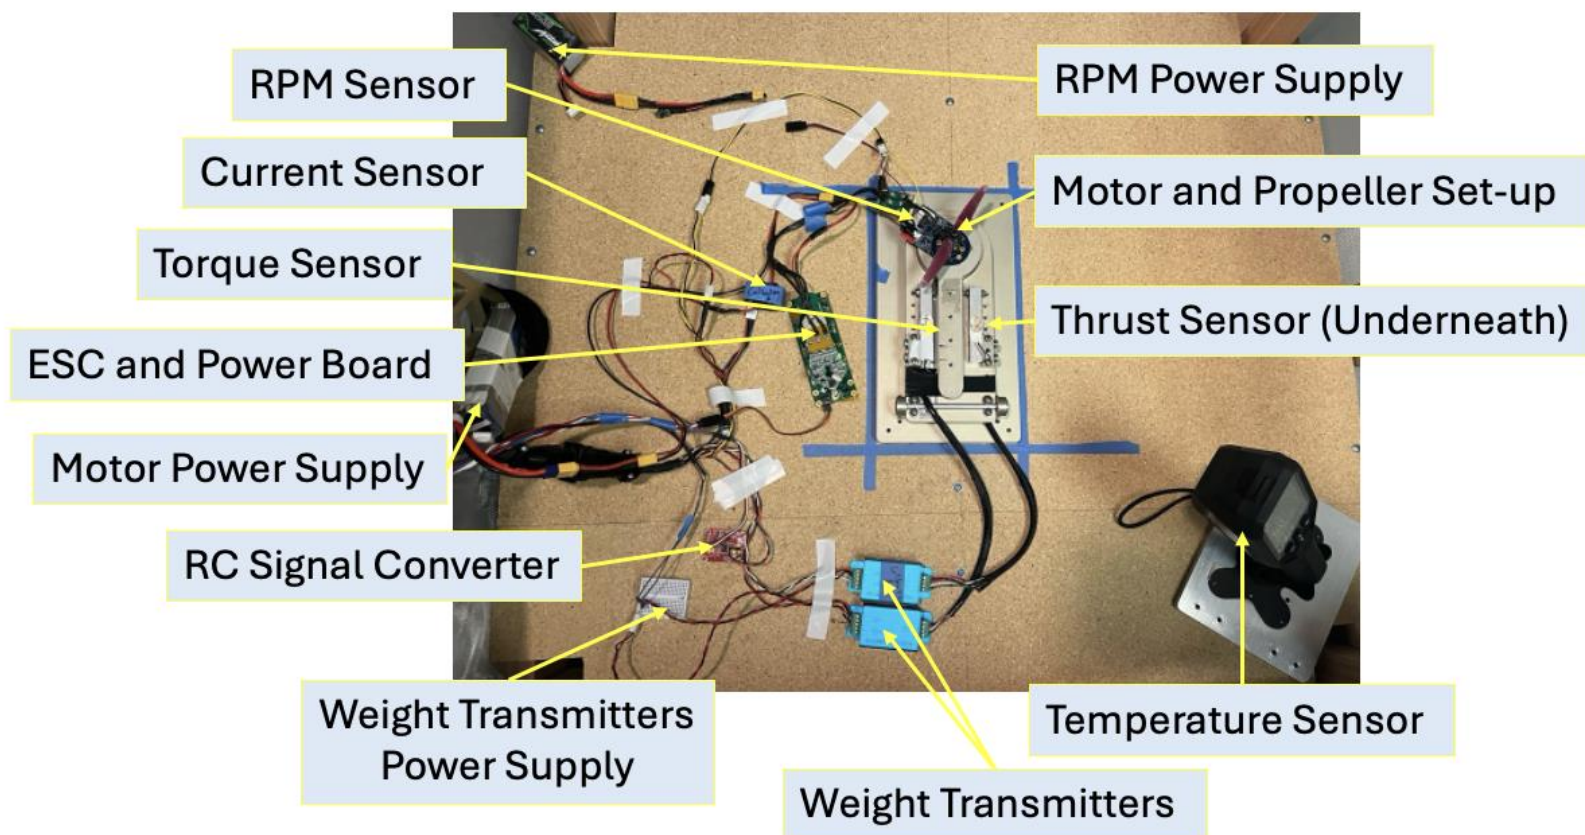 RPM Sensor
RPM Power Supply
Current Sensor
Motor and Propeller Set-up
Torque Sensor
Thrust Sensor (Underneath)
ESC and Power Board
Motor Power Supply
RC Signal Converter
Weight Transmitters
Power Supply
Temperature Sensor
Weight Transmitters